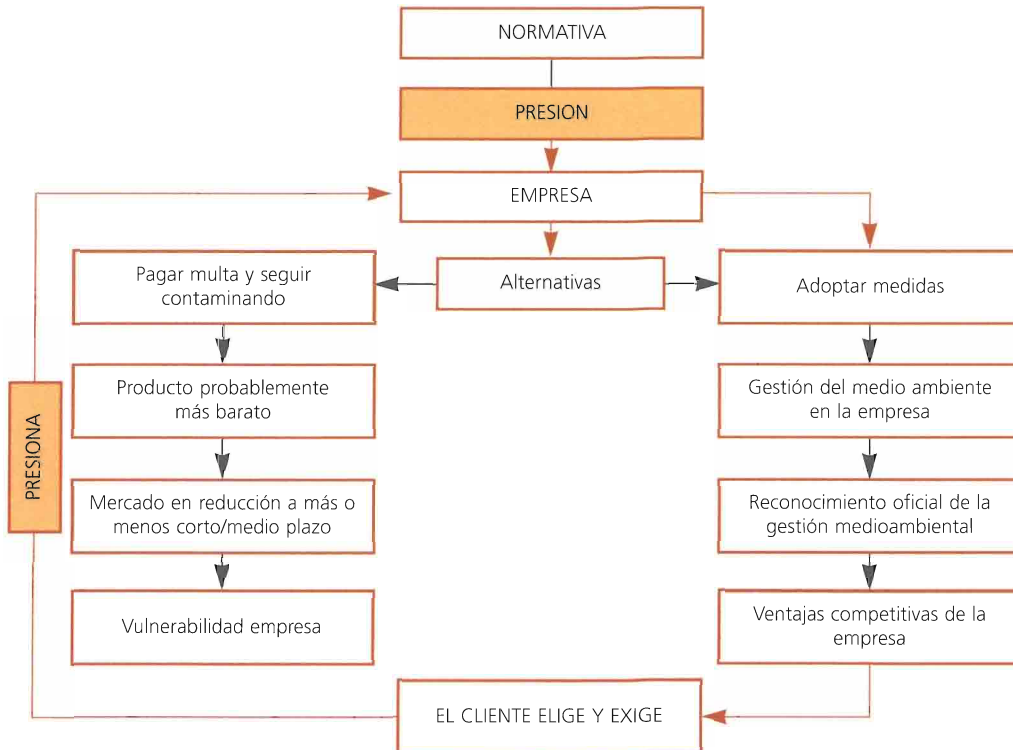 NORMATIVA
PRESION
EMPRESA
Alternativas
Pagar multa y seguir
contaminando
Producto probablemente
más barato
Mercado en reducción a más o
menos corto/medio plazo
Vulnerabilidad empresa
Adoptar medidas
Gestión del medio ambiente
en la empresa
Reconocimiento oficial de la
gestión medioambiental
Ventajas competitivas de la
empresa
EL CLIENTE ELIGE Y EXIGE
PRESIONA